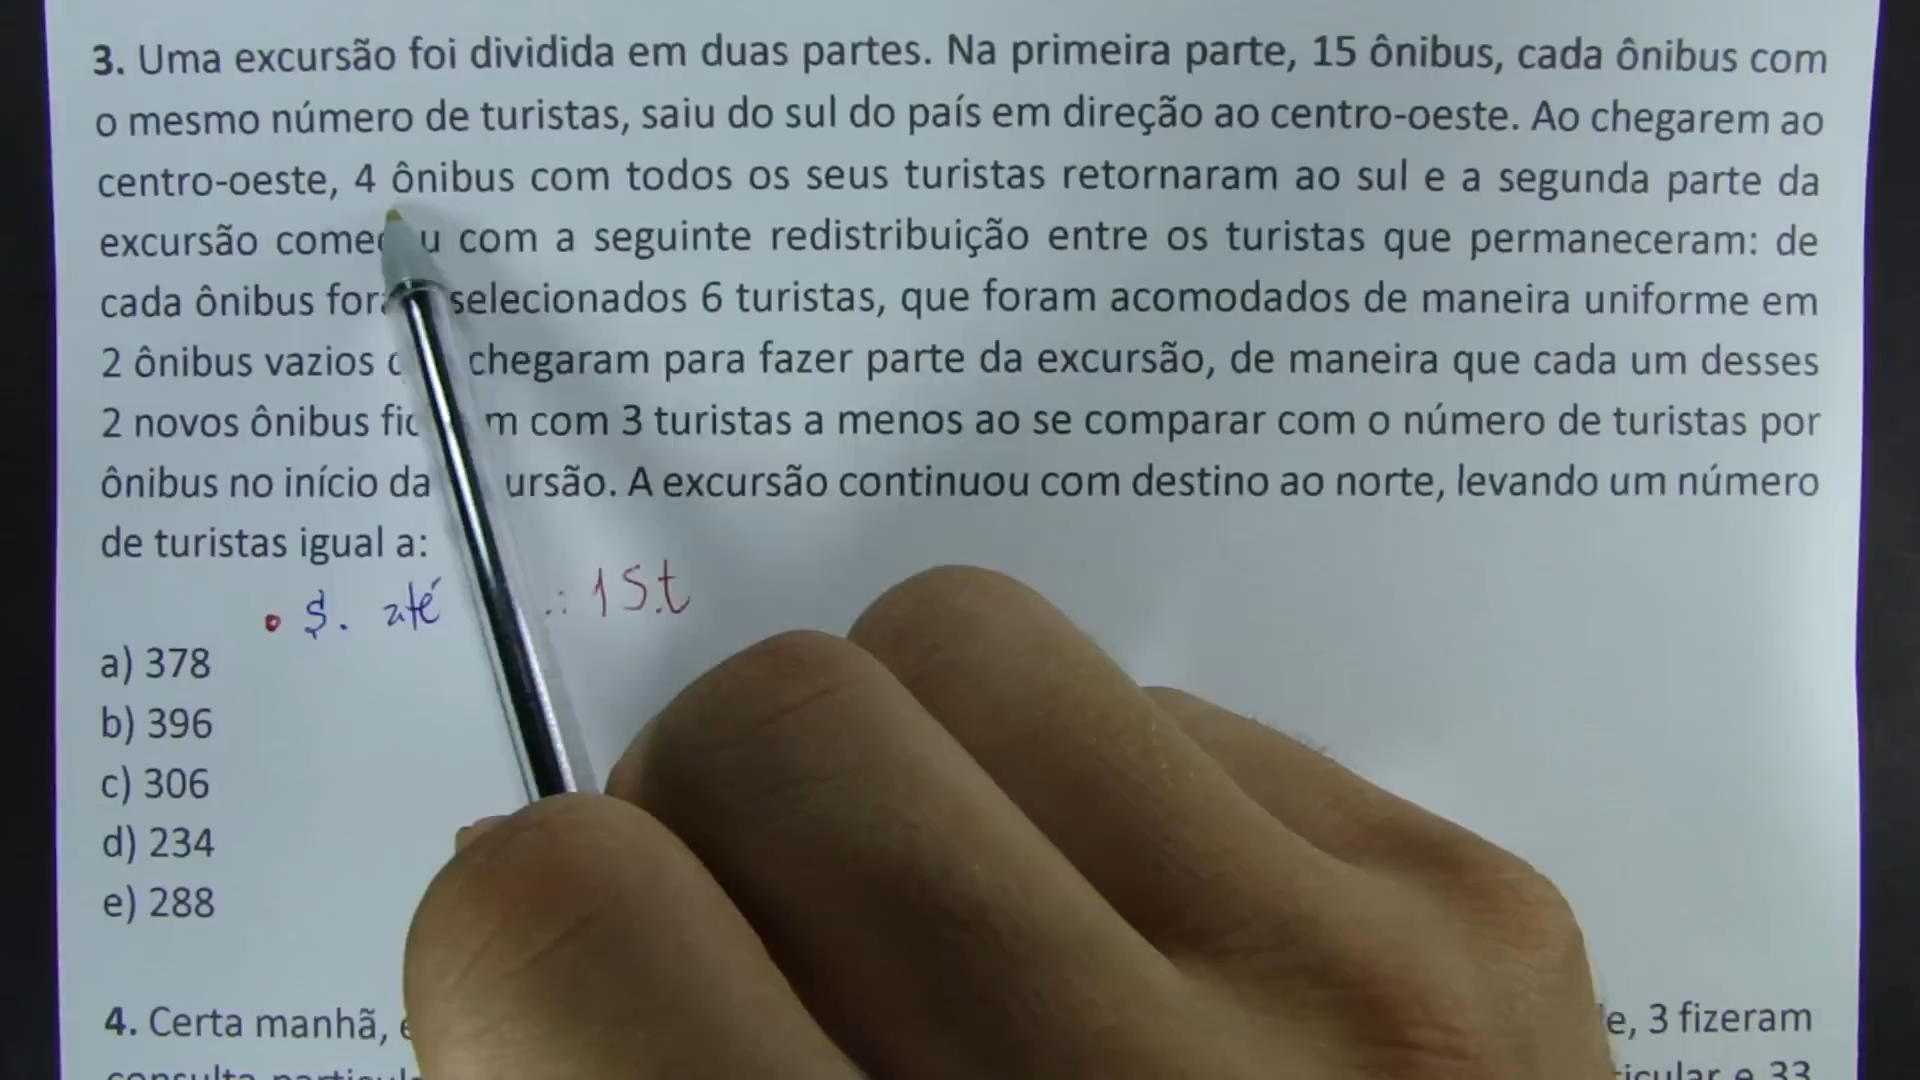 3. Uma excursão foi dividida em duas partes. Na primeira parte, 15 ônibus, cada ônibus com
o mesmo número de turistas, saiu do sul do país em direção ao centro-oeste. Ao chegarem ao
centro-oeste, 4 ônibus com todos os seus turistas retornaram ao sul e a segunda parte da
excursão com a seguinte redistribuição entre os turistas que permaneceram: de
cada ônibus selecionados 6 turistas, que foram acomodados de maneira uniforme em
2 ônibus vazios chegaram para fazer parte da excursão, de maneira que cada um desses
2 novos ônibus com 3 turistas a menos ao se comparar com o número de turistas por
ônibus no início da ursão. A excursão continuou com destino ao norte, levando um número
de turistas igual a:
• S. até ∴ 15.t
a) 378
b) 396
c) 306
d) 234
e) 288
4. Certa manhã, e, 3 fizeram
33